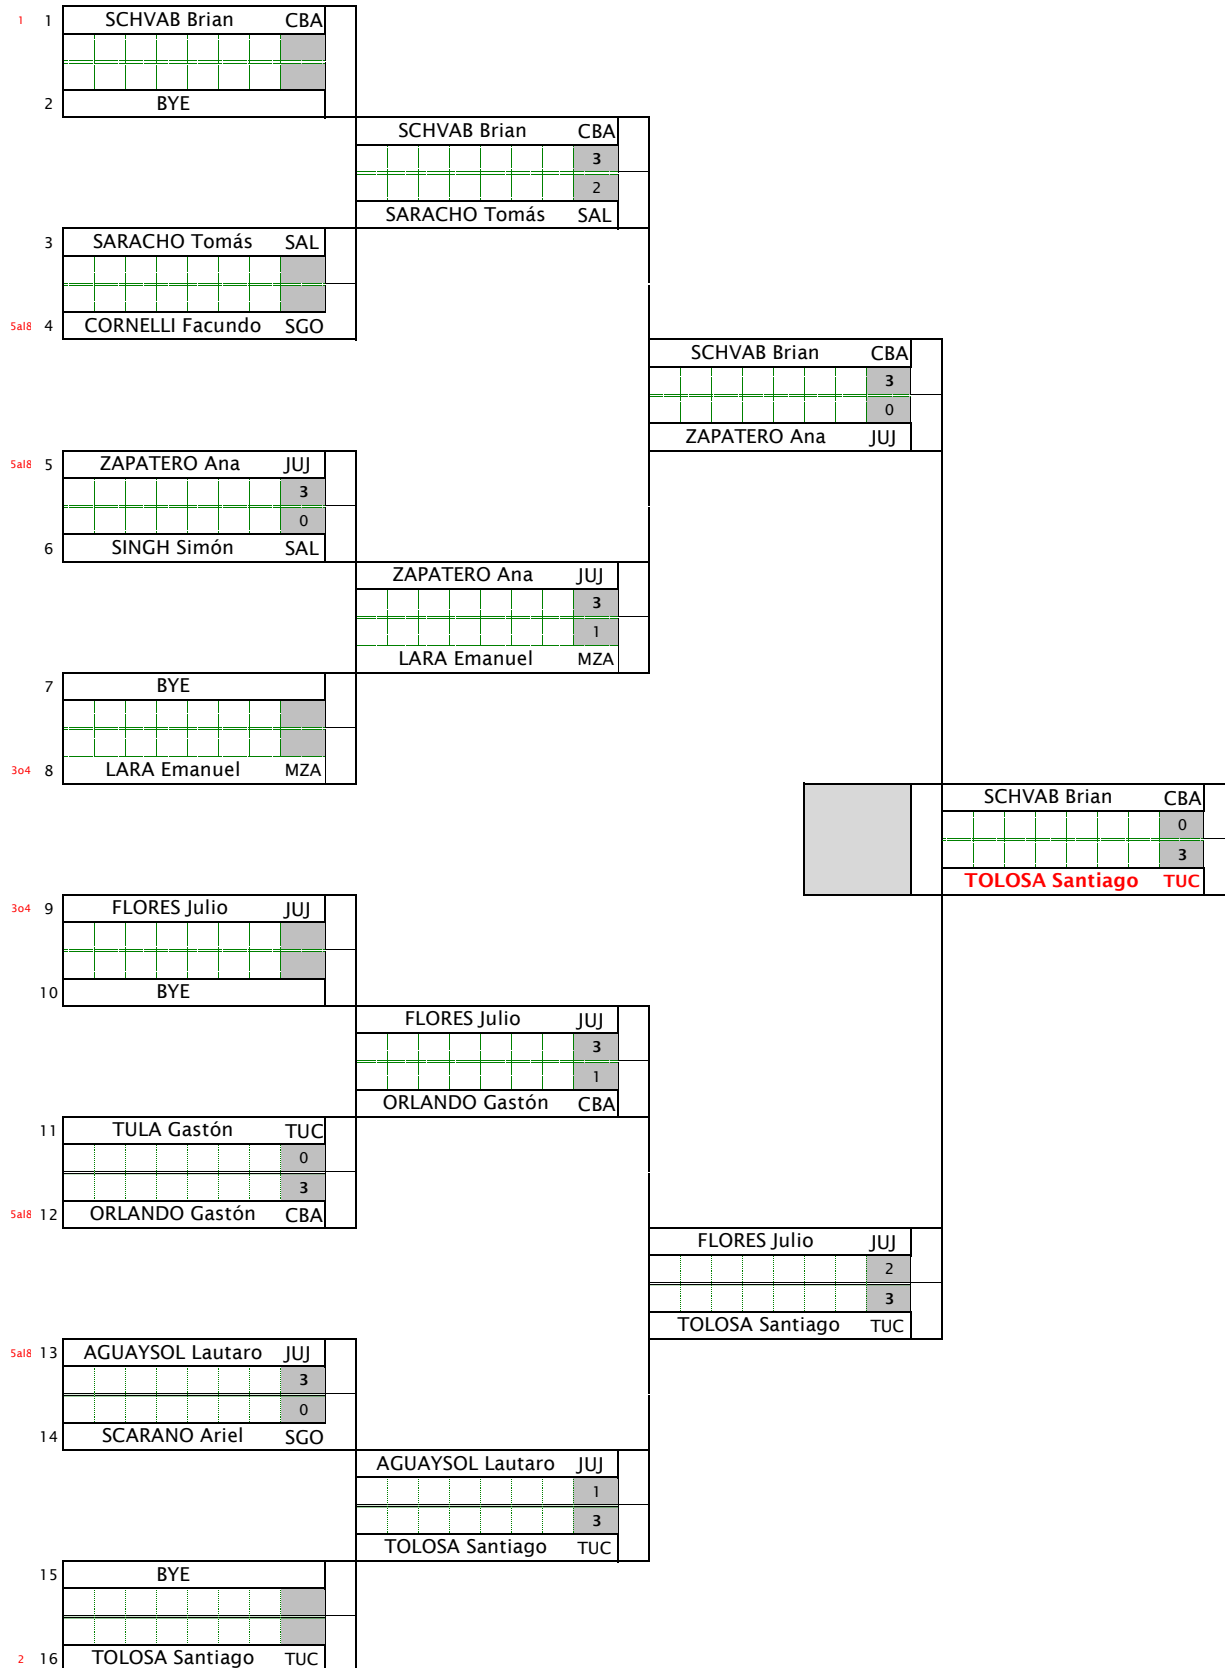 1 1 SCHVAB Brian CBA
2 BYE
SCHVAB Brian CBA
3
2
SARACHO Tomás SAL
3 SARACHO Tomás SAL
5al8 4 CORNELLI Facundo SGO
SCHVAB Brian CBA
3
0
ZAPATERO Ana JUJ
5al8 5 ZAPATERO Ana JUJ
3
0
6 SINGH Simón SAL
ZAPATERO Ana JUJ
3
1
LARA Emanuel MZA
7 BYE
3o4 8 LARA Emanuel MZA
SCHVAB Brian CBA
0
3
TOLOSA Santiago TUC
3o4 9 FLORES Julio JUJ
10 BYE
FLORES Julio JUJ
3
1
ORLANDO Gastón CBA
11 TULA Gastón TUC
0
3
5al8 12 ORLANDO Gastón CBA
FLORES Julio JUJ
2
3
TOLOSA Santiago TUC
5al8 13 AGUAYSOL Lautaro JUJ
3
0
14 SCARANO Ariel SGO
AGUAYSOL Lautaro JUJ
1
3
TOLOSA Santiago TUC
15 BYE
2 16 TOLOSA Santiago TUC